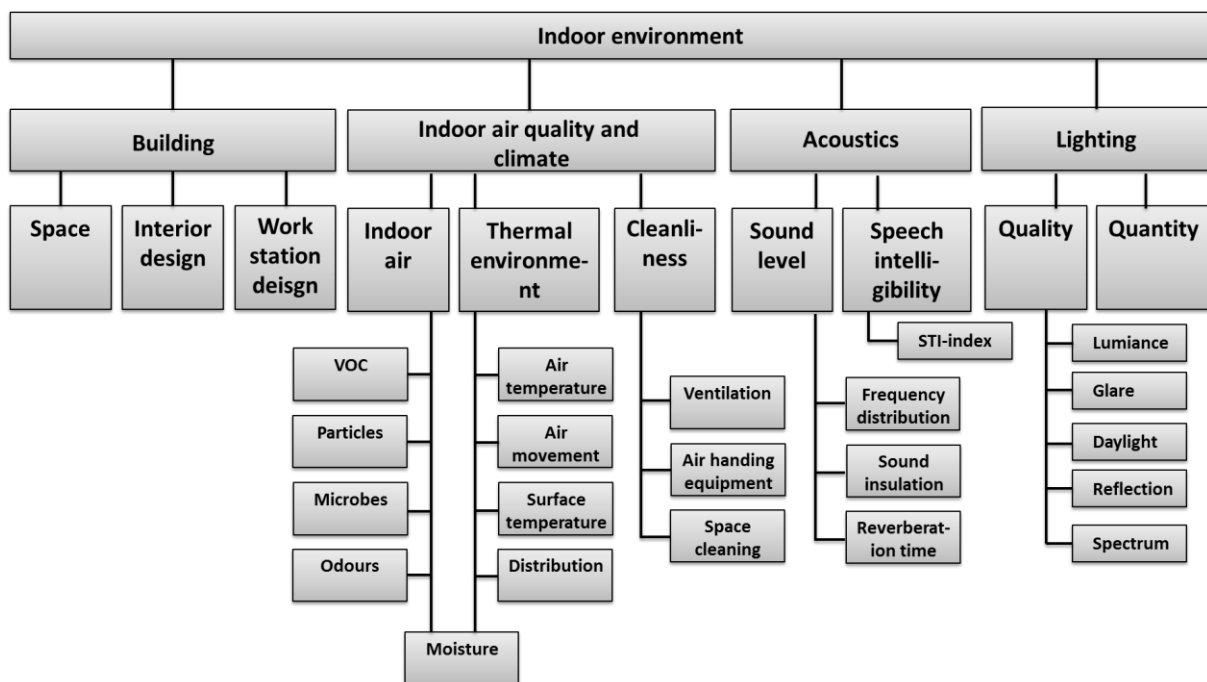 Indoor environment
Building
Indoor air quality and
climate
Acoustics
Lighting
Space
Interior
design
Work
station
deisgn
Indoor
air
Thermal
environme-
nt
Cleanli-
ness
Sound
level
Speech
intelli-
gibility
Quality
Quantity
VOC
Particles
Microbes
Odours
Moisture
Air
temperature
Air
movement
Surface
temperature
Distribution
Ventilation
Air handing
equipment
Space
cleaning
STI-index
Frequency
distribution
Sound
insulation
Reverberat-
ion time
Lumiance
Glare
Daylight
Reflection
Spectrum